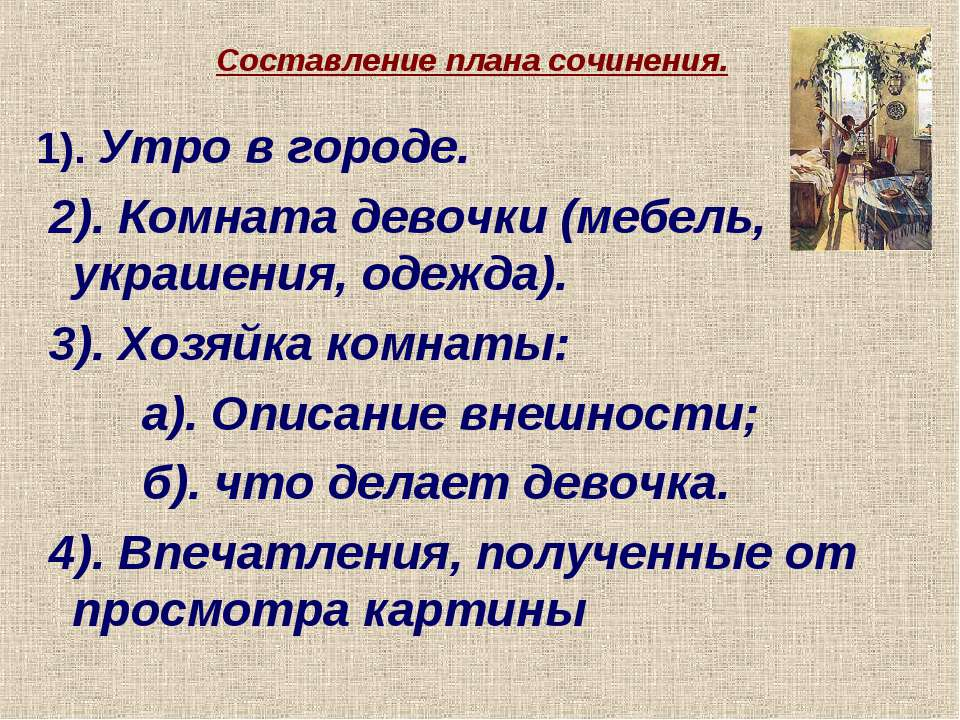 Составление плана сочинения.
1). Утро в городе.
2). Комната девочки (мебель,
украшения, одежда).
3). Хозяйка комнаты:
а). Описание внешности;
б). что делает девочка.
4). Впечатления, полученные от
просмотра картины